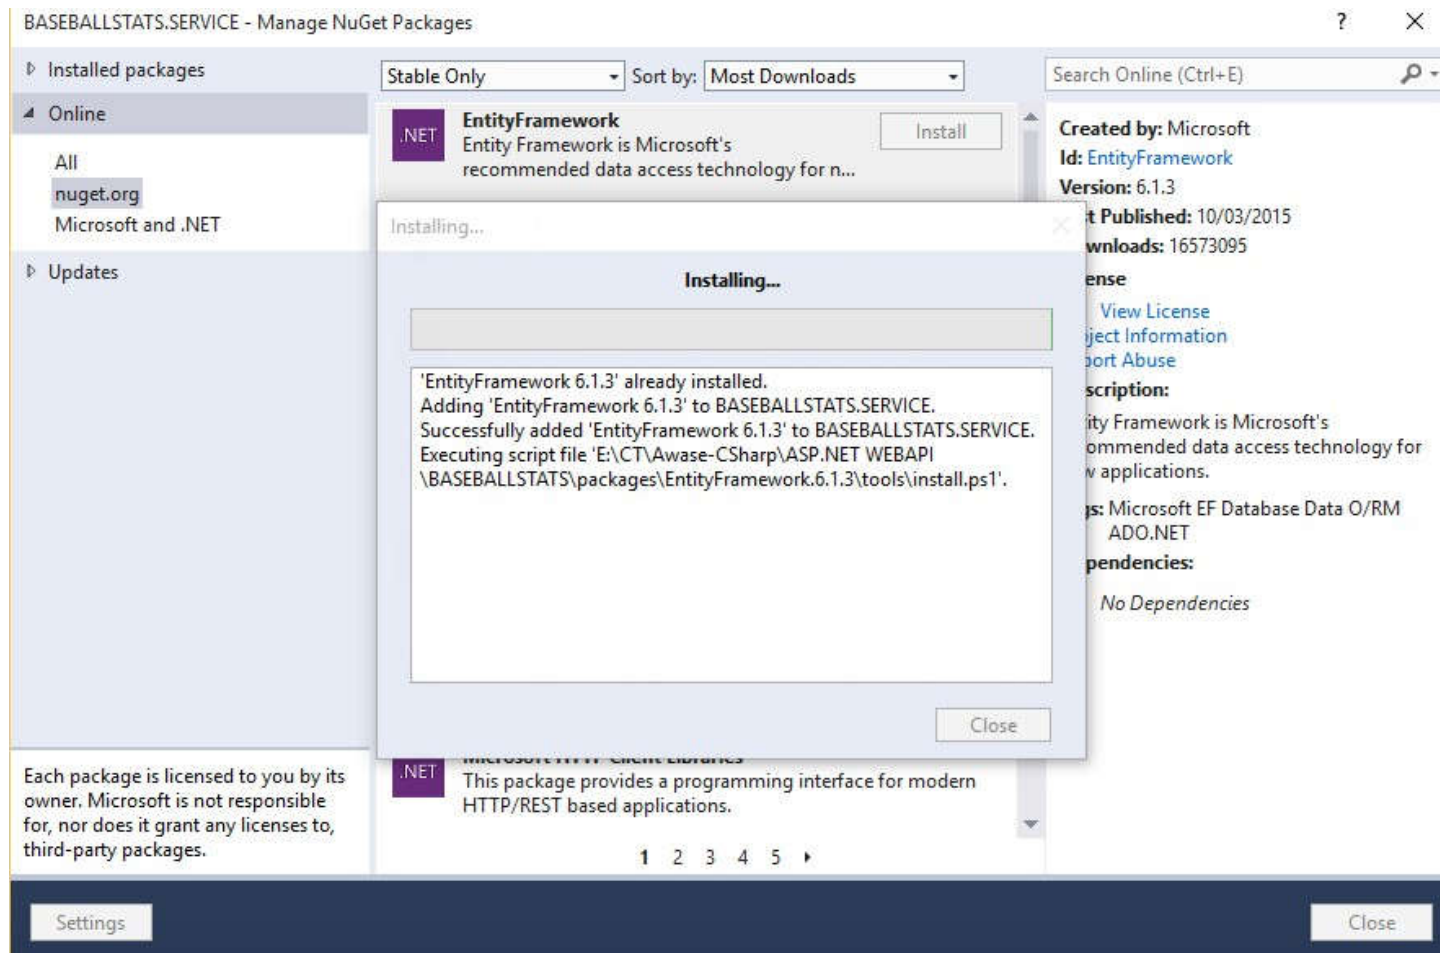 BASEBALLSTATS.SERVICE - Manage NuGet Packages
?
Installed packages
Online
All
nuget.org
Microsoft and .NET
Updates
Each package is licensed to you by its
owner. Microsoft is not responsible
for, nor does it grant any licenses to,
third-party packages.
Stable Only
Sort by: Most Downloads
.NET
EntityFramework
Entity Framework is Microsoft's
recommended data access technology for n...
Install
Installing...
Installing...
'EntityFramework 6.1.3' already installed.
Adding 'EntityFramework 6.1.3' to BASEBALLSTATS.SERVICE.
Successfully added 'EntityFramework 6.1.3' to BASEBALLSTATS.SERVICE.
Executing script file 'E:\CT\Awase-CSharp\ASP.NET WEBAPI
\BASEBALLSTATS\packages\EntityFramework.6.1.3\tools\install.ps1'.
Close
.NET
Microsoft HTTP Client Libraries
This package provides a programming interface for modern
HTTP/REST based applications.
1 2 3 4 5
Search Online (Ctrl+E)
Created by: Microsoft
Id: EntityFramework
Version: 6.1.3
t Published: 10/03/2015
wnloads: 16573095
ense
View License
ject Information
ort Abuse
scription:
ity Framework is Microsoft's
ommended data access technology for
w applications.
gs: Microsoft EF Database Data O/RM
ADO.NET
pendencies:
No Dependencies
Settings
Close